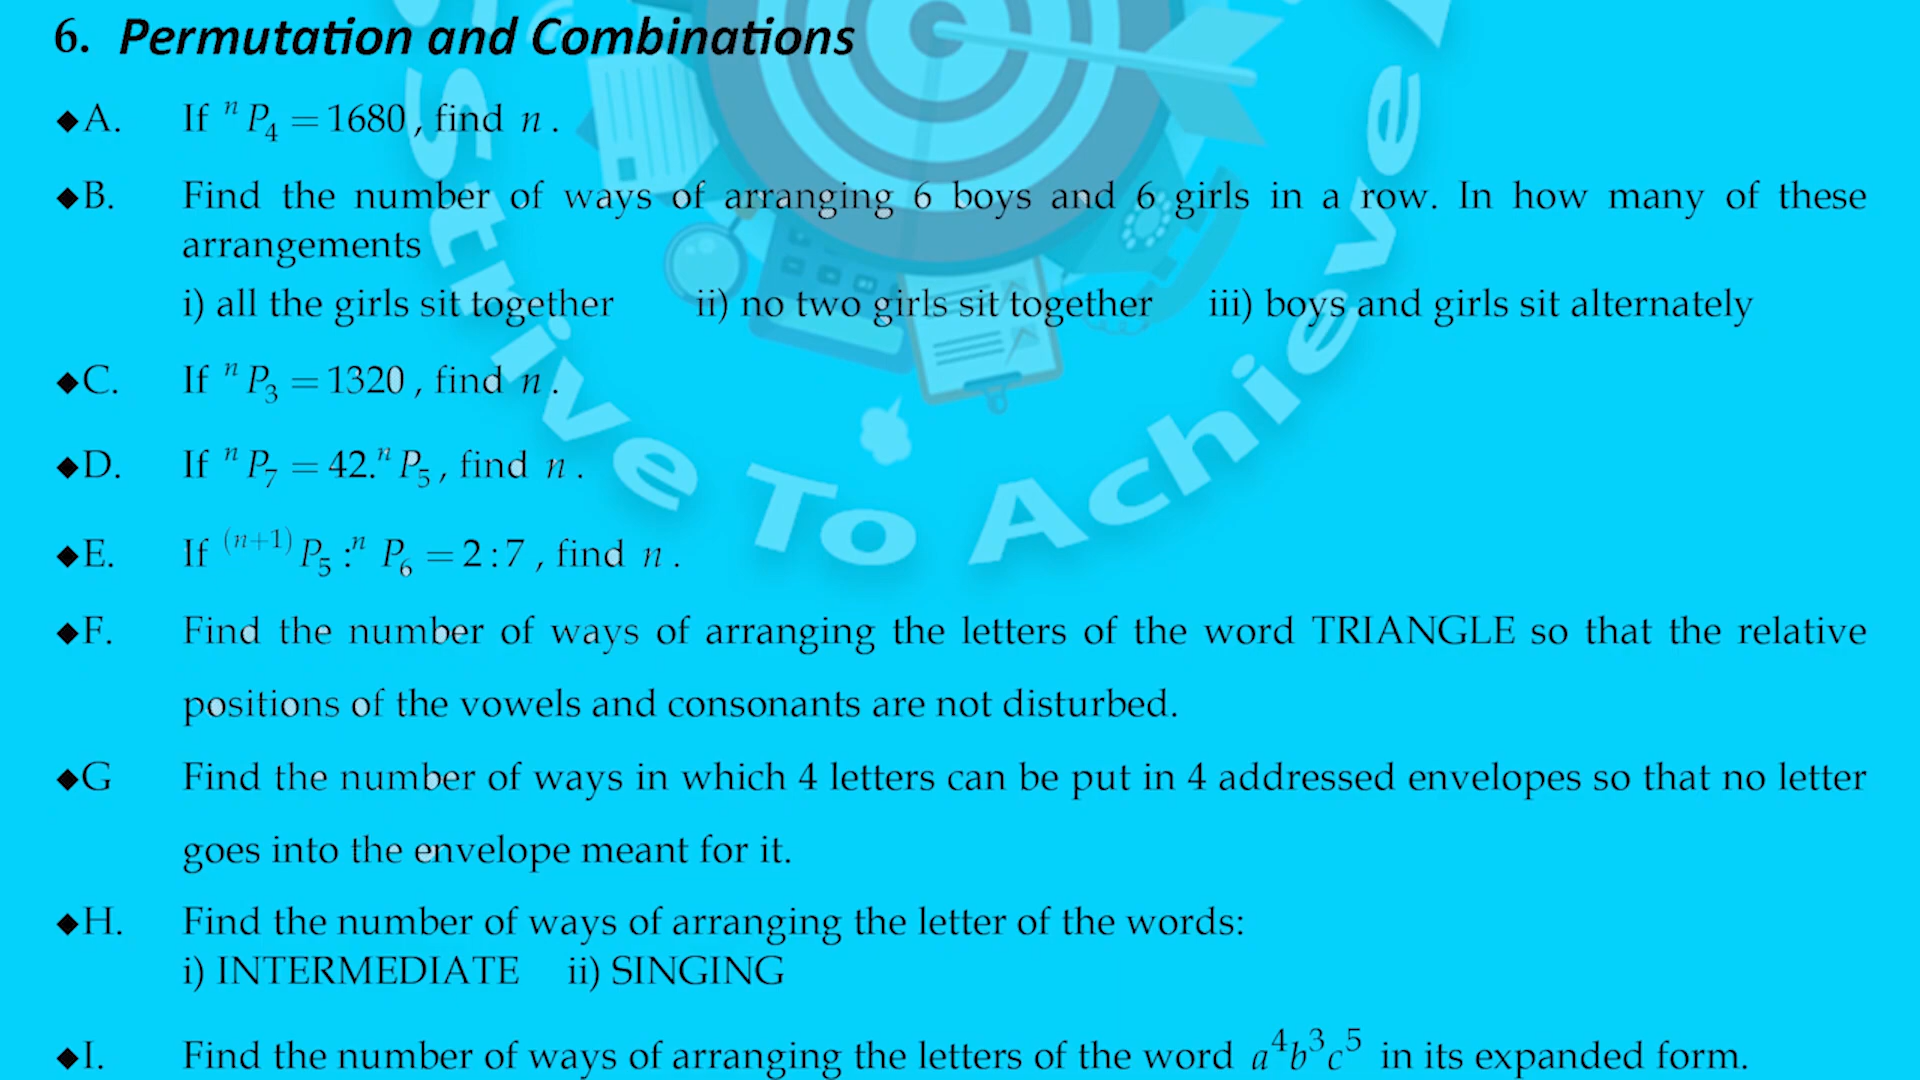 6. Permutation and Combinations
◆A. If ⁿP₄ = 1680, find n.
◆B. Find the number of ways of arranging 6 boys and 6 girls in a row. In how many of these
arrangements
i) all the girls sit together ii) no two girls sit together iii) boys and girls sit alternately
◆C. If ⁿP₃ = 1320, find n.
◆D. If ⁿP₇ = 42.ⁿP₅, find n.
◆E. If ⁽ⁿ⁺¹⁾P₅ :ⁿ P₆ = 2:7, find n.
◆F. Find the number of ways of arranging the letters of the word TRIANGLE so that the relative
positions of the vowels and consonants are not disturbed.
◆G Find the number of ways in which 4 letters can be put in 4 addressed envelopes so that no letter
goes into the envelope meant for it.
◆H. Find the number of ways of arranging the letter of the words:
i) INTERMEDIATE ii) SINGING
◆I. Find the number of ways of arranging the letters of the word a⁴b³c⁵ in its expanded form.
Strive To Achieve